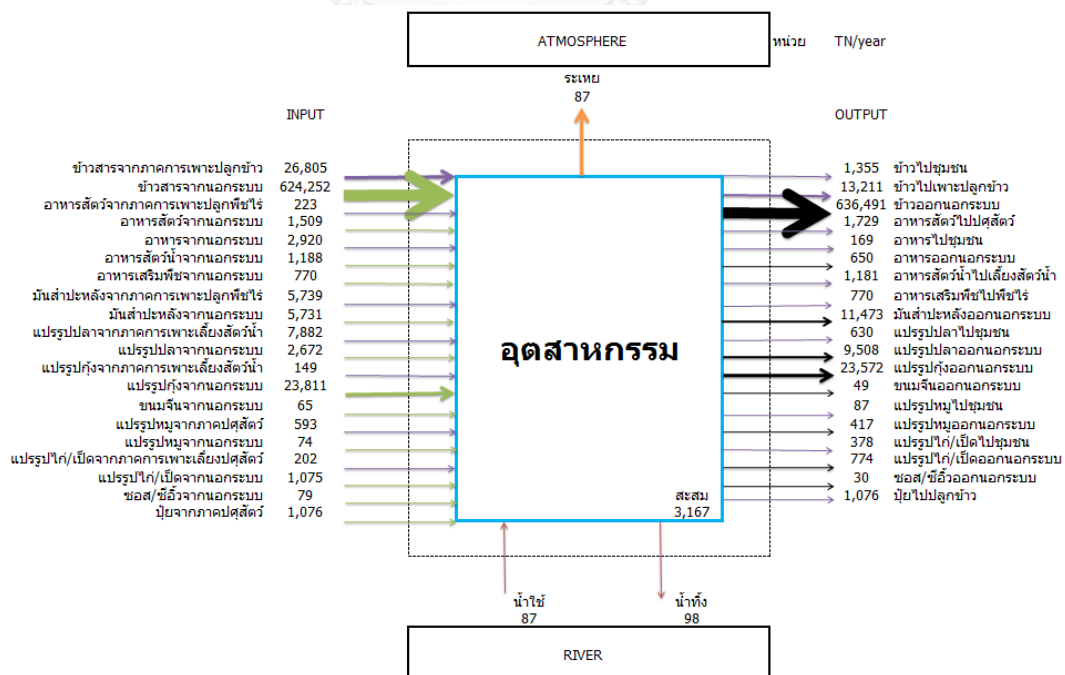 ATMOSPHERE
หน่วย TN/year
ระเหย
87
INPUT
OUTPUT
ข้าวสารจากภาคการเพาะปลูกข้าว 26,805
ข้าวสารจากนอกระบบ 624,252
อาหารสัตว์จากภาคการเพาะปลูกพืชไร่ 223
อาหารสัตว์จากนอกระบบ 1,509
อาหารจากนอกระบบ 2,920
อาหารสัตว์น้ำจากนอกระบบ 1,188
อาหารเสริมพืชจากนอกระบบ 770
มันสำปะหลังจากภาคการเพาะปลูกพืชไร่ 5,739
มันสำปะหลังจากนอกระบบ 5,731
แปรรูปปลาจากภาคการเพาะเลี้ยงสัตว์น้ำ 7,882
แปรรูปปลาจากนอกระบบ 2,672
แปรรูปกุ้งจากภาคการเพาะเลี้ยงสัตว์น้ำ 149
แปรรูปกุ้งจากนอกระบบ 23,811
ขนมจีนจากนอกระบบ 65
แปรรูปหมูจากภาคปศุสัตว์ 593
แปรรูปหมูจากนอกระบบ 74
แปรรูปไก่/เป็ดจากภาคการเพาะเลี้ยงปศุสัตว์ 202
แปรรูปไก่/เป็ดจากนอกระบบ 1,075
ซอส/ซีอิ้วจากนอกระบบ 79
ปุ๋ยจากภาคปศุสัตว์ 1,076
อุตสาหกรรม
สะสม
3,167
1,355 ข้าวไปชุมชน
13,211 ข้าวไปเพาะปลูกข้าว
636,491 ข้าวออกนอกระบบ
1,729 อาหารสัตว์ไปปศุสัตว์
169 อาหารไปชุมชน
650 อาหารออกนอกระบบ
1,181 อาหารสัตว์น้ำไปเลี้ยงสัตว์น้ำ
770 อาหารเสริมพืชไปพืชไร่
11,473 มันสำปะหลังออกนอกระบบ
630 แปรรูปปลาไปชุมชน
9,508 แปรรูปปลาออกนอกระบบ
23,572 แปรรูปกุ้งออกนอกระบบ
49 ขนมจีนออกนอกระบบ
87 แปรรูปหมูไปชุมชน
417 แปรรูปหมูออกนอกระบบ
378 แปรรูปไก่/เป็ดไปชุมชน
774 แปรรูปไก่/เป็ดออกนอกระบบ
30 ซอส/ซีอิ้วออกนอกระบบ
1,076 ปุ๋ยไปปลูกข้าว
น้ำใช้
87
น้ำทิ้ง
98
RIVER